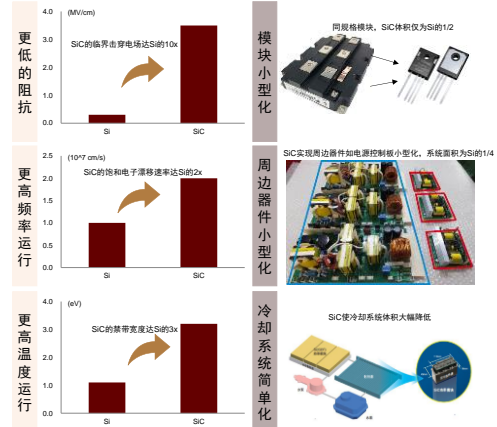 更低的阻抗
(MV/cm)
4.0
3.0
2.0
1.0
0.0
SiC的临界击穿电场达Si的10x
Si
SiC
模块小型化
同规格模块，SiC体积仅为Si的1/2
更高频率运行
(10^7 cm/s)
2.5
2.0
1.5
1.0
0.5
0.0
SiC的饱和电子漂移速率达Si的2x
Si
SiC
周边器件小型化
SiC实现周边器件如电源控制板小型化，系统面积为Si的1/4
更高温度运行
(eV)
4.0
3.0
2.0
1.0
0.0
SiC的禁带宽度达Si的3x
Si
SiC
冷却系统简单化
SiC使冷却系统体积大幅降低